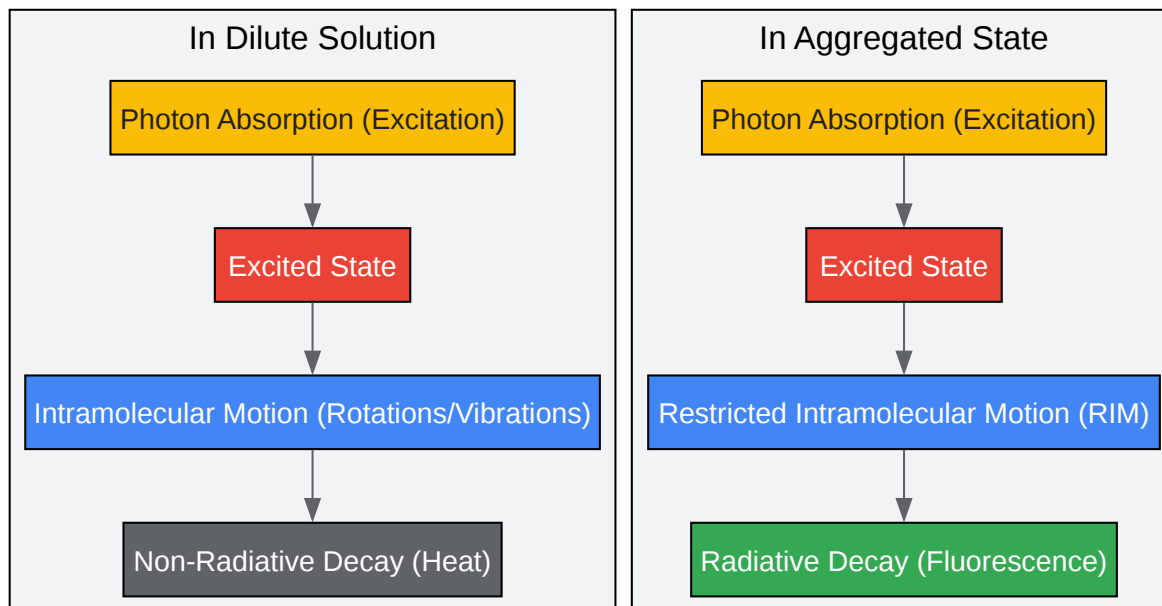 In Dilute Solution
Photon Absorption (Excitation)
Excited State
Intramolecular Motion (Rotations/Vibrations)
Non-Radiative Decay (Heat)
In Aggregated State
Photon Absorption (Excitation)
Excited State
Restricted Intramolecular Motion (RIM)
Radiative Decay (Fluorescence)